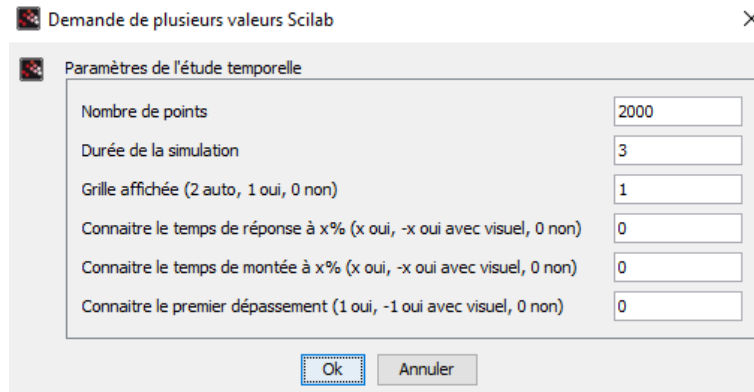 Demande de plusieurs valeurs Scilab
Paramètres de l'étude temporelle
Nombre de points 2000
Durée de la simulation 3
Grille affichée (2 auto, 1 oui, 0 non) 1
Connaitre le temps de réponse à x% (x oui, -x oui avec visuel, 0 non) 0
Connaitre le temps de montée à x% (x oui, -x oui avec visuel, 0 non) 0
Connaitre le premier dépassement (1 oui, -1 oui avec visuel, 0 non) 0
Ok Annuler